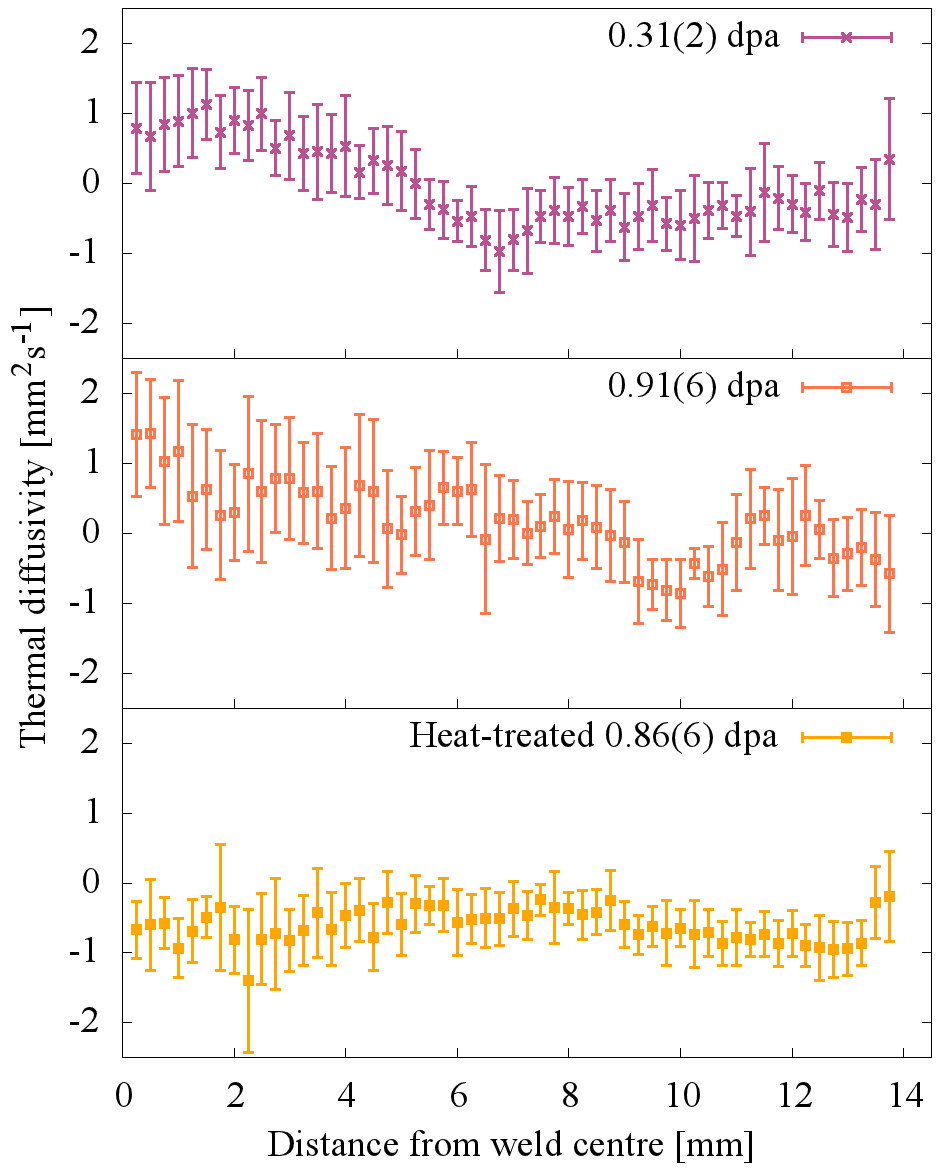 0.31(2) dpa
2
1
0
-1
-2
0.91(6) dpa
2
1
0
-1
-2
Heat-treated 0.86(6) dpa
2
1
0
-1
-2
0 2 4 6 8 10 12 14
Distance from weld centre [mm]
Thermal diffusivity [mm²s⁻¹]